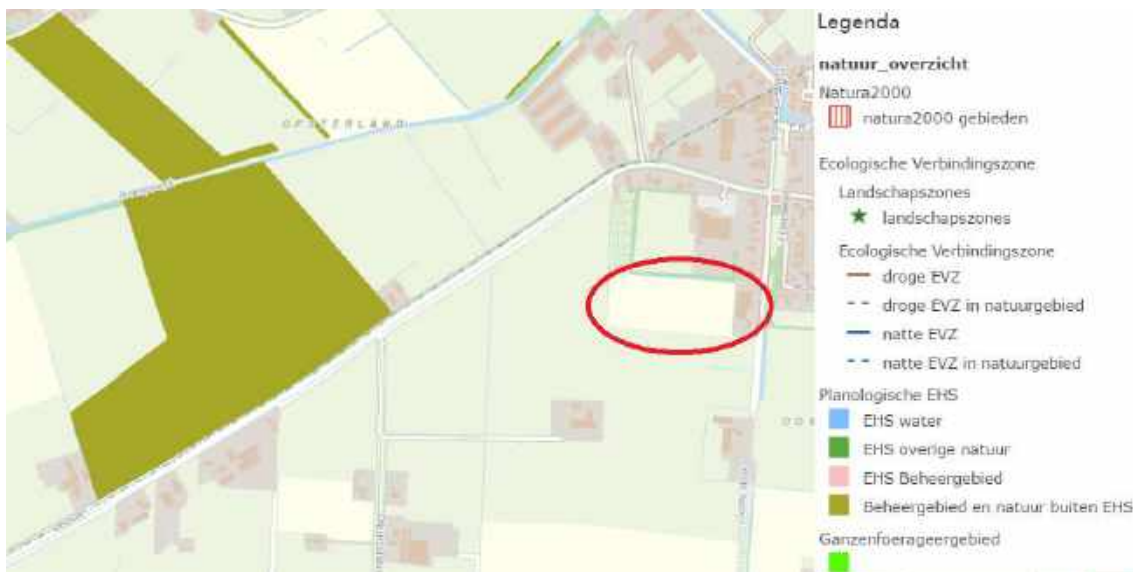 Legenda
natuur_overzicht
Natura2000
natura2000 gebieden
Ecologische Verbindingszone
Landschapszones
landschapszones
Ecologische Verbindingszone
droge EVZ
droge EVZ in natuurgebied
natte EVZ
natte EVZ in natuurgebied
Planologische EHS
EHS water
EHS overige natuur
EHS Beheergebied
Beheergebied en natuur buiten EHS
Ganzenfoerageergebied
OESTERLAND